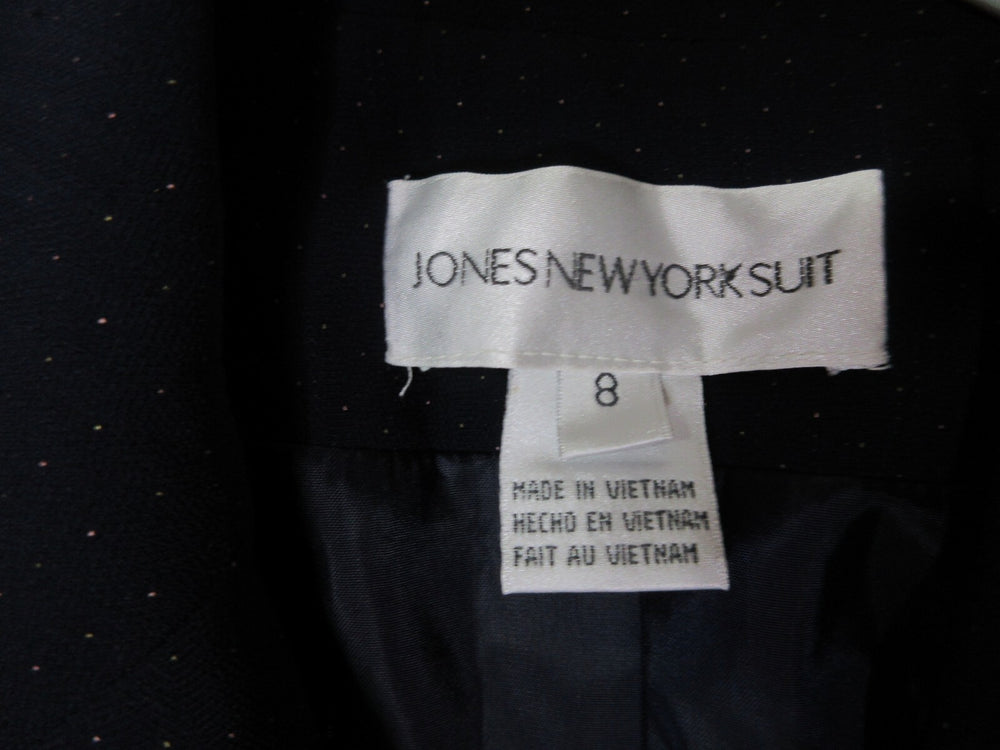 JONES NEW YORK SUIT
8
MADE IN VIETNAM
HECHO EN VIETNAM
FAIT AU VIETNAM